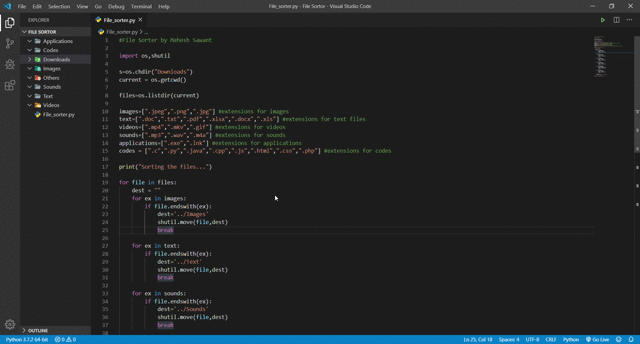 File Edit Selection View Go Debug Terminal Help
File_sorter.py - File Sortor - Visual Studio Code
EXPLORER
File_sorter.py
FILE SORTOR
Applications
Codes
Downloads
Images
Others
Sounds
Text
Videos
File_sorter.py
OUTLINE
File_sorter.py > ...
1 #File Sorter by Mahesh Sawant
2
3 import os,shutil
4
5 s=os.chdir("Downloads")
6 current = os.getcwd()
7
8 files=os.listdir(current)
9
10 images=[".jpeg",".png",".jpg"] #extensions for images
11 text=[".doc",".txt",".pdf",".xlsx",".docx",".xls"] #extensions for text files
12 videos=[".mp4",".mkv",".gif"] #extensions for videos
13 sounds=[".mp3",".wav",".m4a"] #extensions for sounds
14 applications=[".exe",".lnk"] #extensions for applications
15 codes = [".c",".py",".java",".cpp",".js",".html",".css",".php"] #extensions for codes
16
17 print("Sorting the files...")
18
19 for file in files:
20 dest = ""
21 for ex in images:
22 if file.endswith(ex):
23 dest='../Images'
24 shutil.move(file,dest)
25 break
26
27 for ex in text:
28 if file.endswith(ex):
29 dest='../Text'
30 shutil.move(file,dest)
31 break
32
33 for ex in sounds:
34 if file.endswith(ex):
35 dest='../Sounds'
36 shutil.move(file,dest)
37 break
38
Python 3.7.2 64-bit 0 0 Ln 25, Col 18 Spaces: 4 UTF-8 CRLF Python Go Live